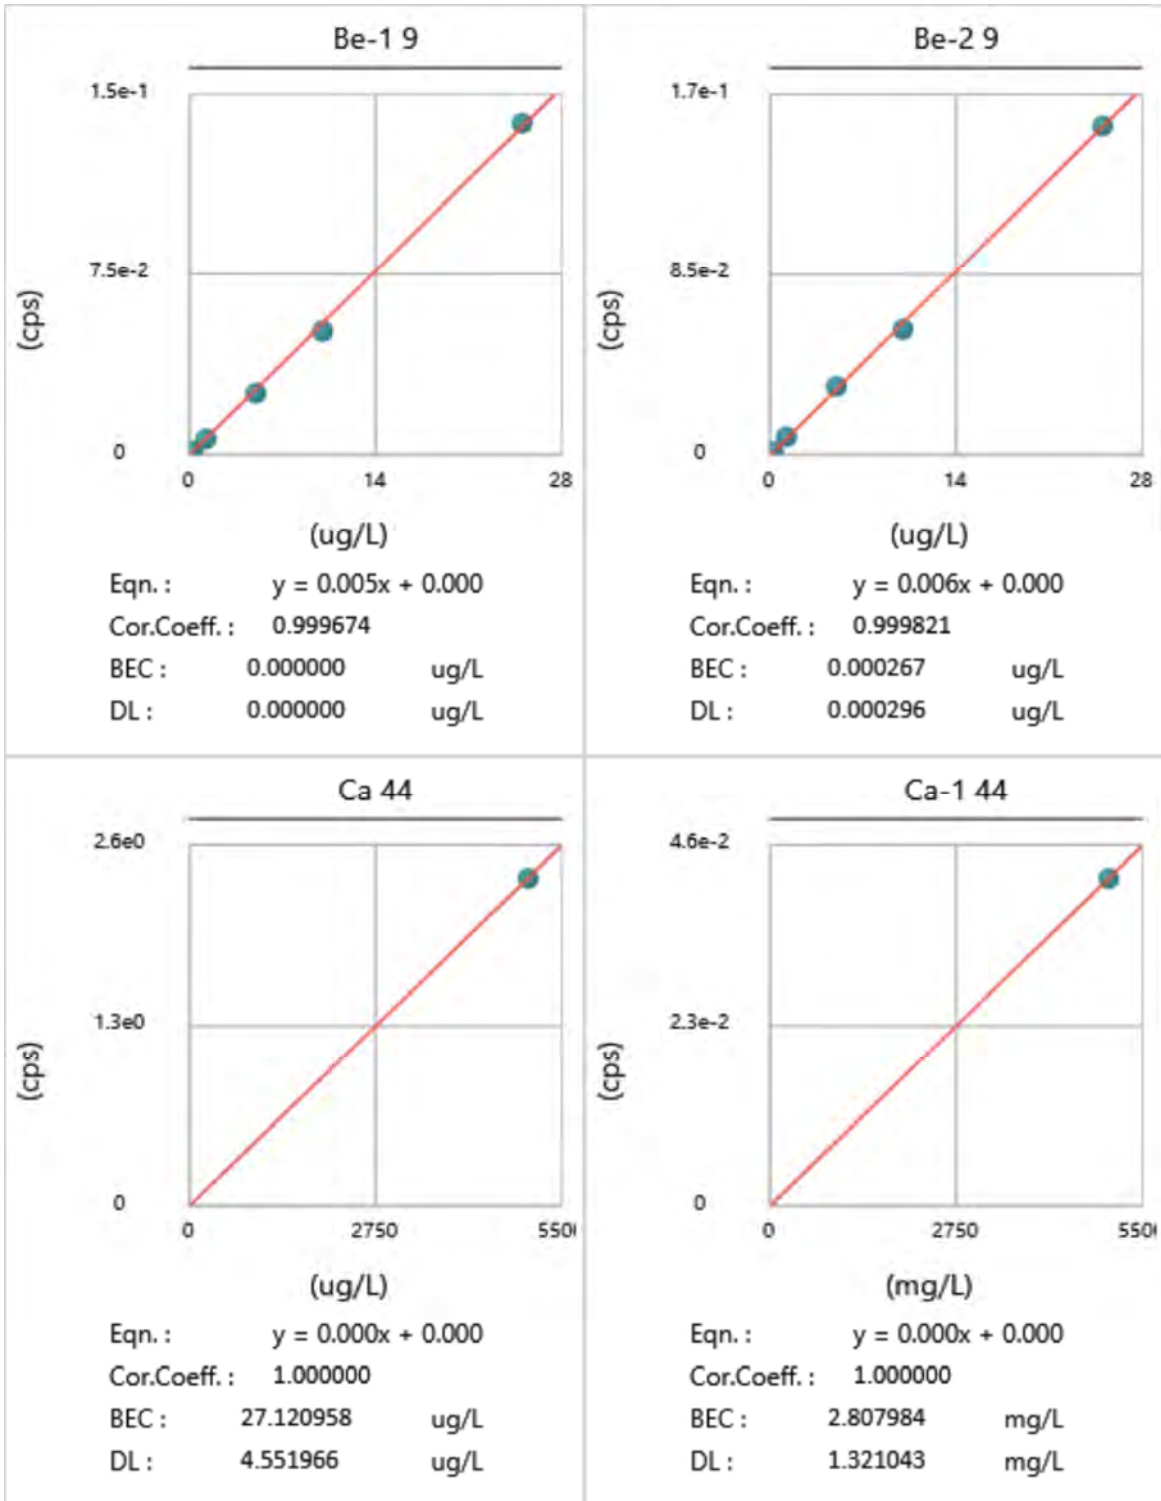 Be-1 9
1.5e-1
7.5e-2
0
(cps)
0 14 28
(ug/L)
Eqn. : y = 0.005x + 0.000
Cor.Coeff. : 0.999674
BEC : 0.000000 ug/L
DL : 0.000000 ug/L
Be-2 9
1.7e-1
8.5e-2
0
(cps)
0 14 28
(ug/L)
Eqn. : y = 0.006x + 0.000
Cor.Coeff. : 0.999821
BEC : 0.000267 ug/L
DL : 0.000296 ug/L
Ca 44
2.6e0
1.3e0
0
(cps)
0 2750
(ug/L)
Eqn. : y = 0.000x + 0.000
Cor.Coeff. : 1.000000
BEC : 27.120958 ug/L
DL : 4.551966 ug/L
Ca-1 44
4.6e-2
2.3e-2
0
(cps)
0 2750
(mg/L)
Eqn. : y = 0.000x + 0.000
Cor.Coeff. : 1.000000
BEC : 2.807984 mg/L
DL : 1.321043 mg/L